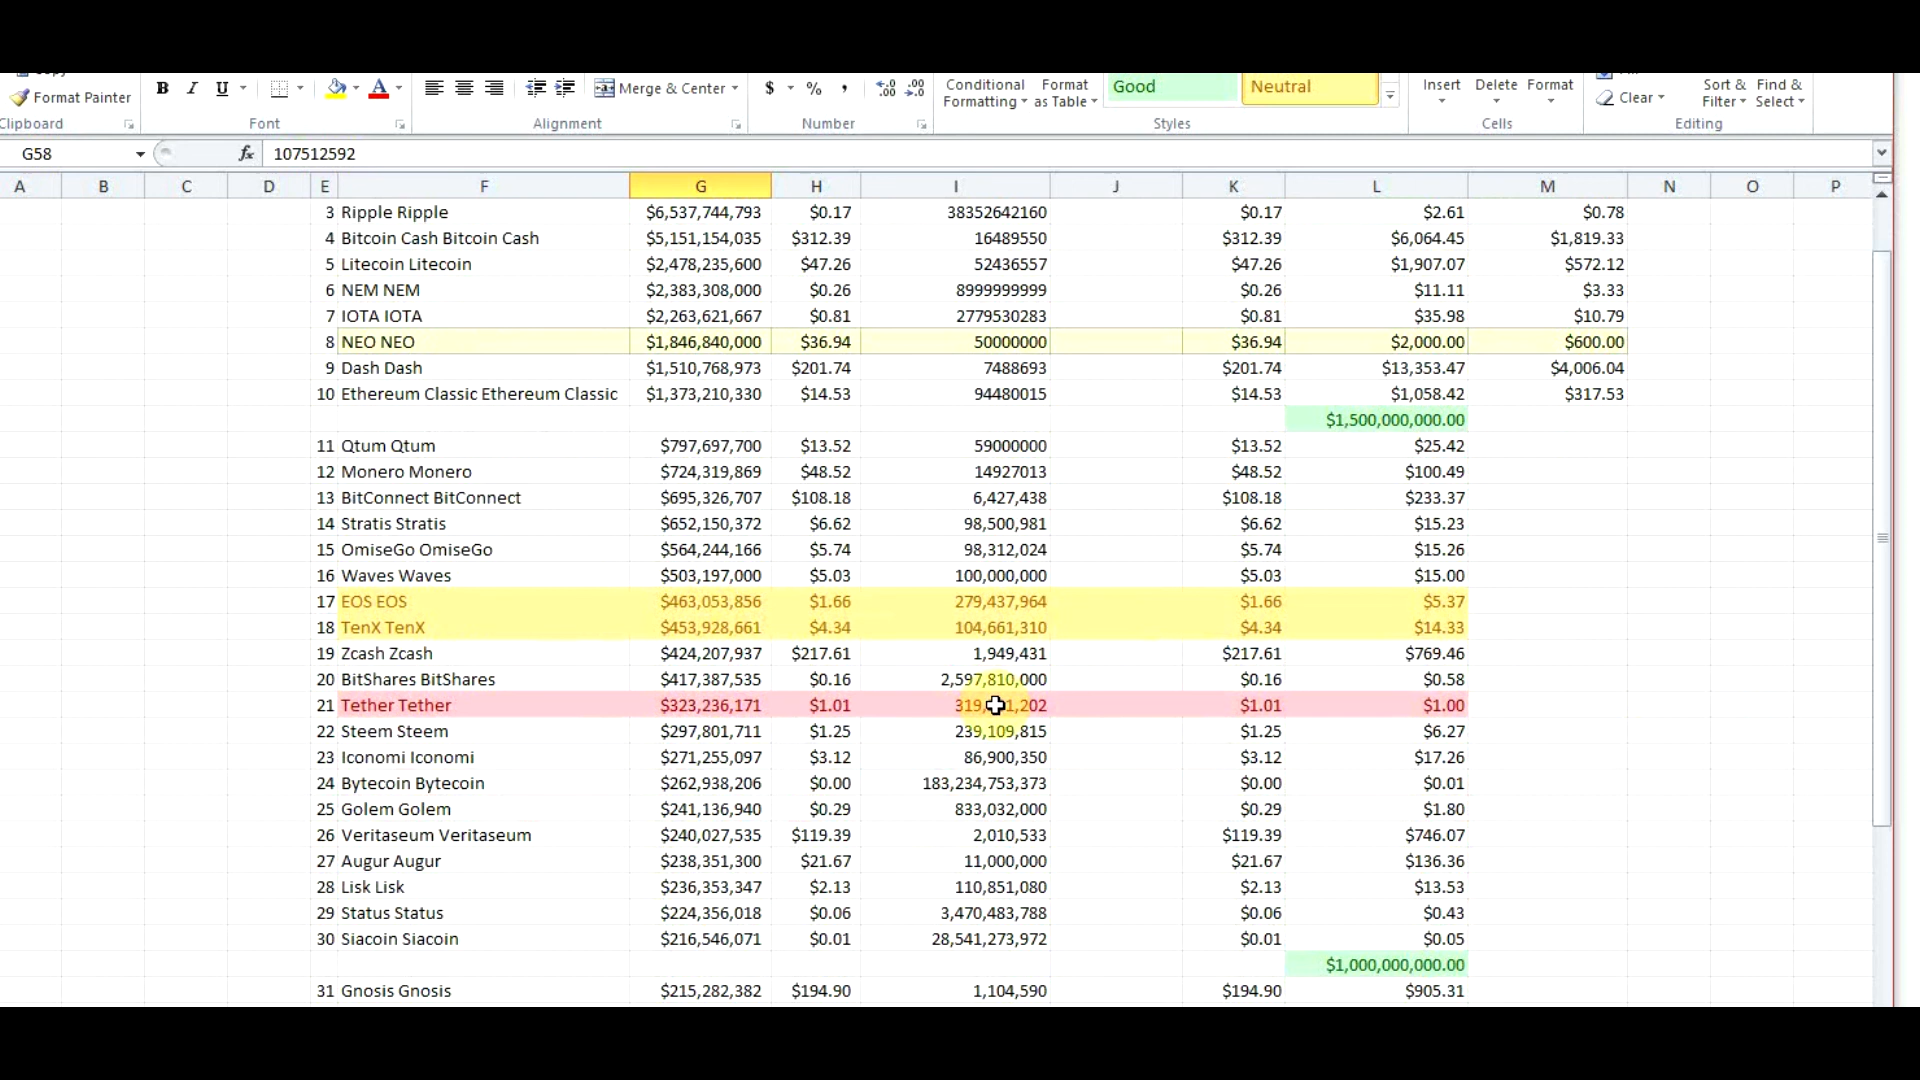 Format Painter
B I U A Merge & Center $ % , Conditional Formatting Format as Table Good Neutral Insert Delete Format Clear Sort & Filter Find & Select
Clipboard Font Alignment Number Styles Cells Editing
G58 fx 107512592
A B C D E F G H I J K L M N O P
3 Ripple Ripple $6,537,744,793 $0.17 38352642160 $0.17 $2.61 $0.78
4 Bitcoin Cash Bitcoin Cash $5,151,154,035 $312.39 16489550 $312.39 $6,064.45 $1,819.33
5 Litecoin Litecoin $2,478,235,600 $47.26 52436557 $47.26 $1,907.07 $572.12
6 NEM NEM $2,383,308,000 $0.26 8999999999 $0.26 $11.11 $3.33
7 IOTA IOTA $2,263,621,667 $0.81 2779530283 $0.81 $35.98 $10.79
8 NEO NEO $1,846,840,000 $36.94 50000000 $36.94 $2,000.00 $600.00
9 Dash Dash $1,510,768,973 $201.74 7488693 $201.74 $13,353.47 $4,006.04
10 Ethereum Classic Ethereum Classic $1,373,210,330 $14.53 94480015 $14.53 $1,058.42 $317.53
$1,500,000,000.00
11 Qtum Qtum $797,697,700 $13.52 59000000 $13.52 $25.42
12 Monero Monero $724,319,869 $48.52 14927013 $48.52 $100.49
13 BitConnect BitConnect $695,326,707 $108.18 6,427,438 $108.18 $233.37
14 Stratis Stratis $652,150,372 $6.62 98,500,981 $6.62 $15.23
15 OmiseGo OmiseGo $564,244,166 $5.74 98,312,024 $5.74 $15.26
16 Waves Waves $503,197,000 $5.03 100,000,000 $5.03 $15.00
17 EOS EOS $463,053,856 $1.66 279,437,964 $1.66 $5.37
18 TenX TenX $453,928,661 $4.34 104,661,310 $4.34 $14.33
19 Zcash Zcash $424,207,937 $217.61 1,949,431 $217.61 $769.46
20 BitShares BitShares $417,387,535 $0.16 2,597,810,000 $0.16 $0.58
21 Tether Tether $323,236,171 $1.01 $1.01 $1.00
22 Steem Steem $297,801,711 $1.25 239,109,815 $1.25 $6.27
23 Iconomi Iconomi $271,255,097 $3.12 86,900,350 $3.12 $17.26
24 Bytecoin Bytecoin $262,938,206 $0.00 183,234,753,373 $0.00 $0.01
25 Golem Golem $241,136,940 $0.29 833,032,000 $0.29 $1.80
26 Veritaseum Veritaseum $240,027,535 $119.39 2,010,533 $119.39 $746.07
27 Augur Augur $238,351,300 $21.67 11,000,000 $21.67 $136.36
28 Lisk Lisk $236,353,347 $2.13 110,851,080 $2.13 $13.53
29 Status Status $224,356,018 $0.06 3,470,483,788 $0.06 $0.43
30 Siacoin Siacoin $216,546,071 $0.01 28,541,273,972 $0.01 $0.05
$1,000,000,000.00
31 Gnosis Gnosis $215,282,382 $194.90 1,104,590 $194.90 $905.31